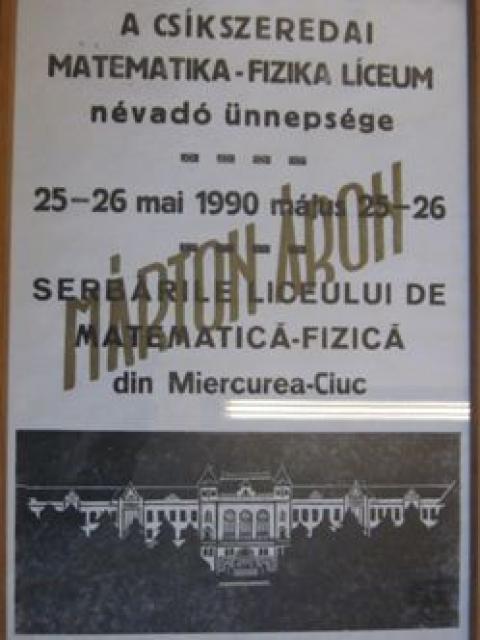 A CSÍKSZEREDAI
MATEMATIKA-FIZIKA LÍCEUM
névadó ünnepsége
25-26 mai 1990 május 25-26
MÁRTON ÁRON
SERBĂRILE LICEULUI DE
MATEMATICĂ-FIZICĂ
din Miercurea-Ciuc